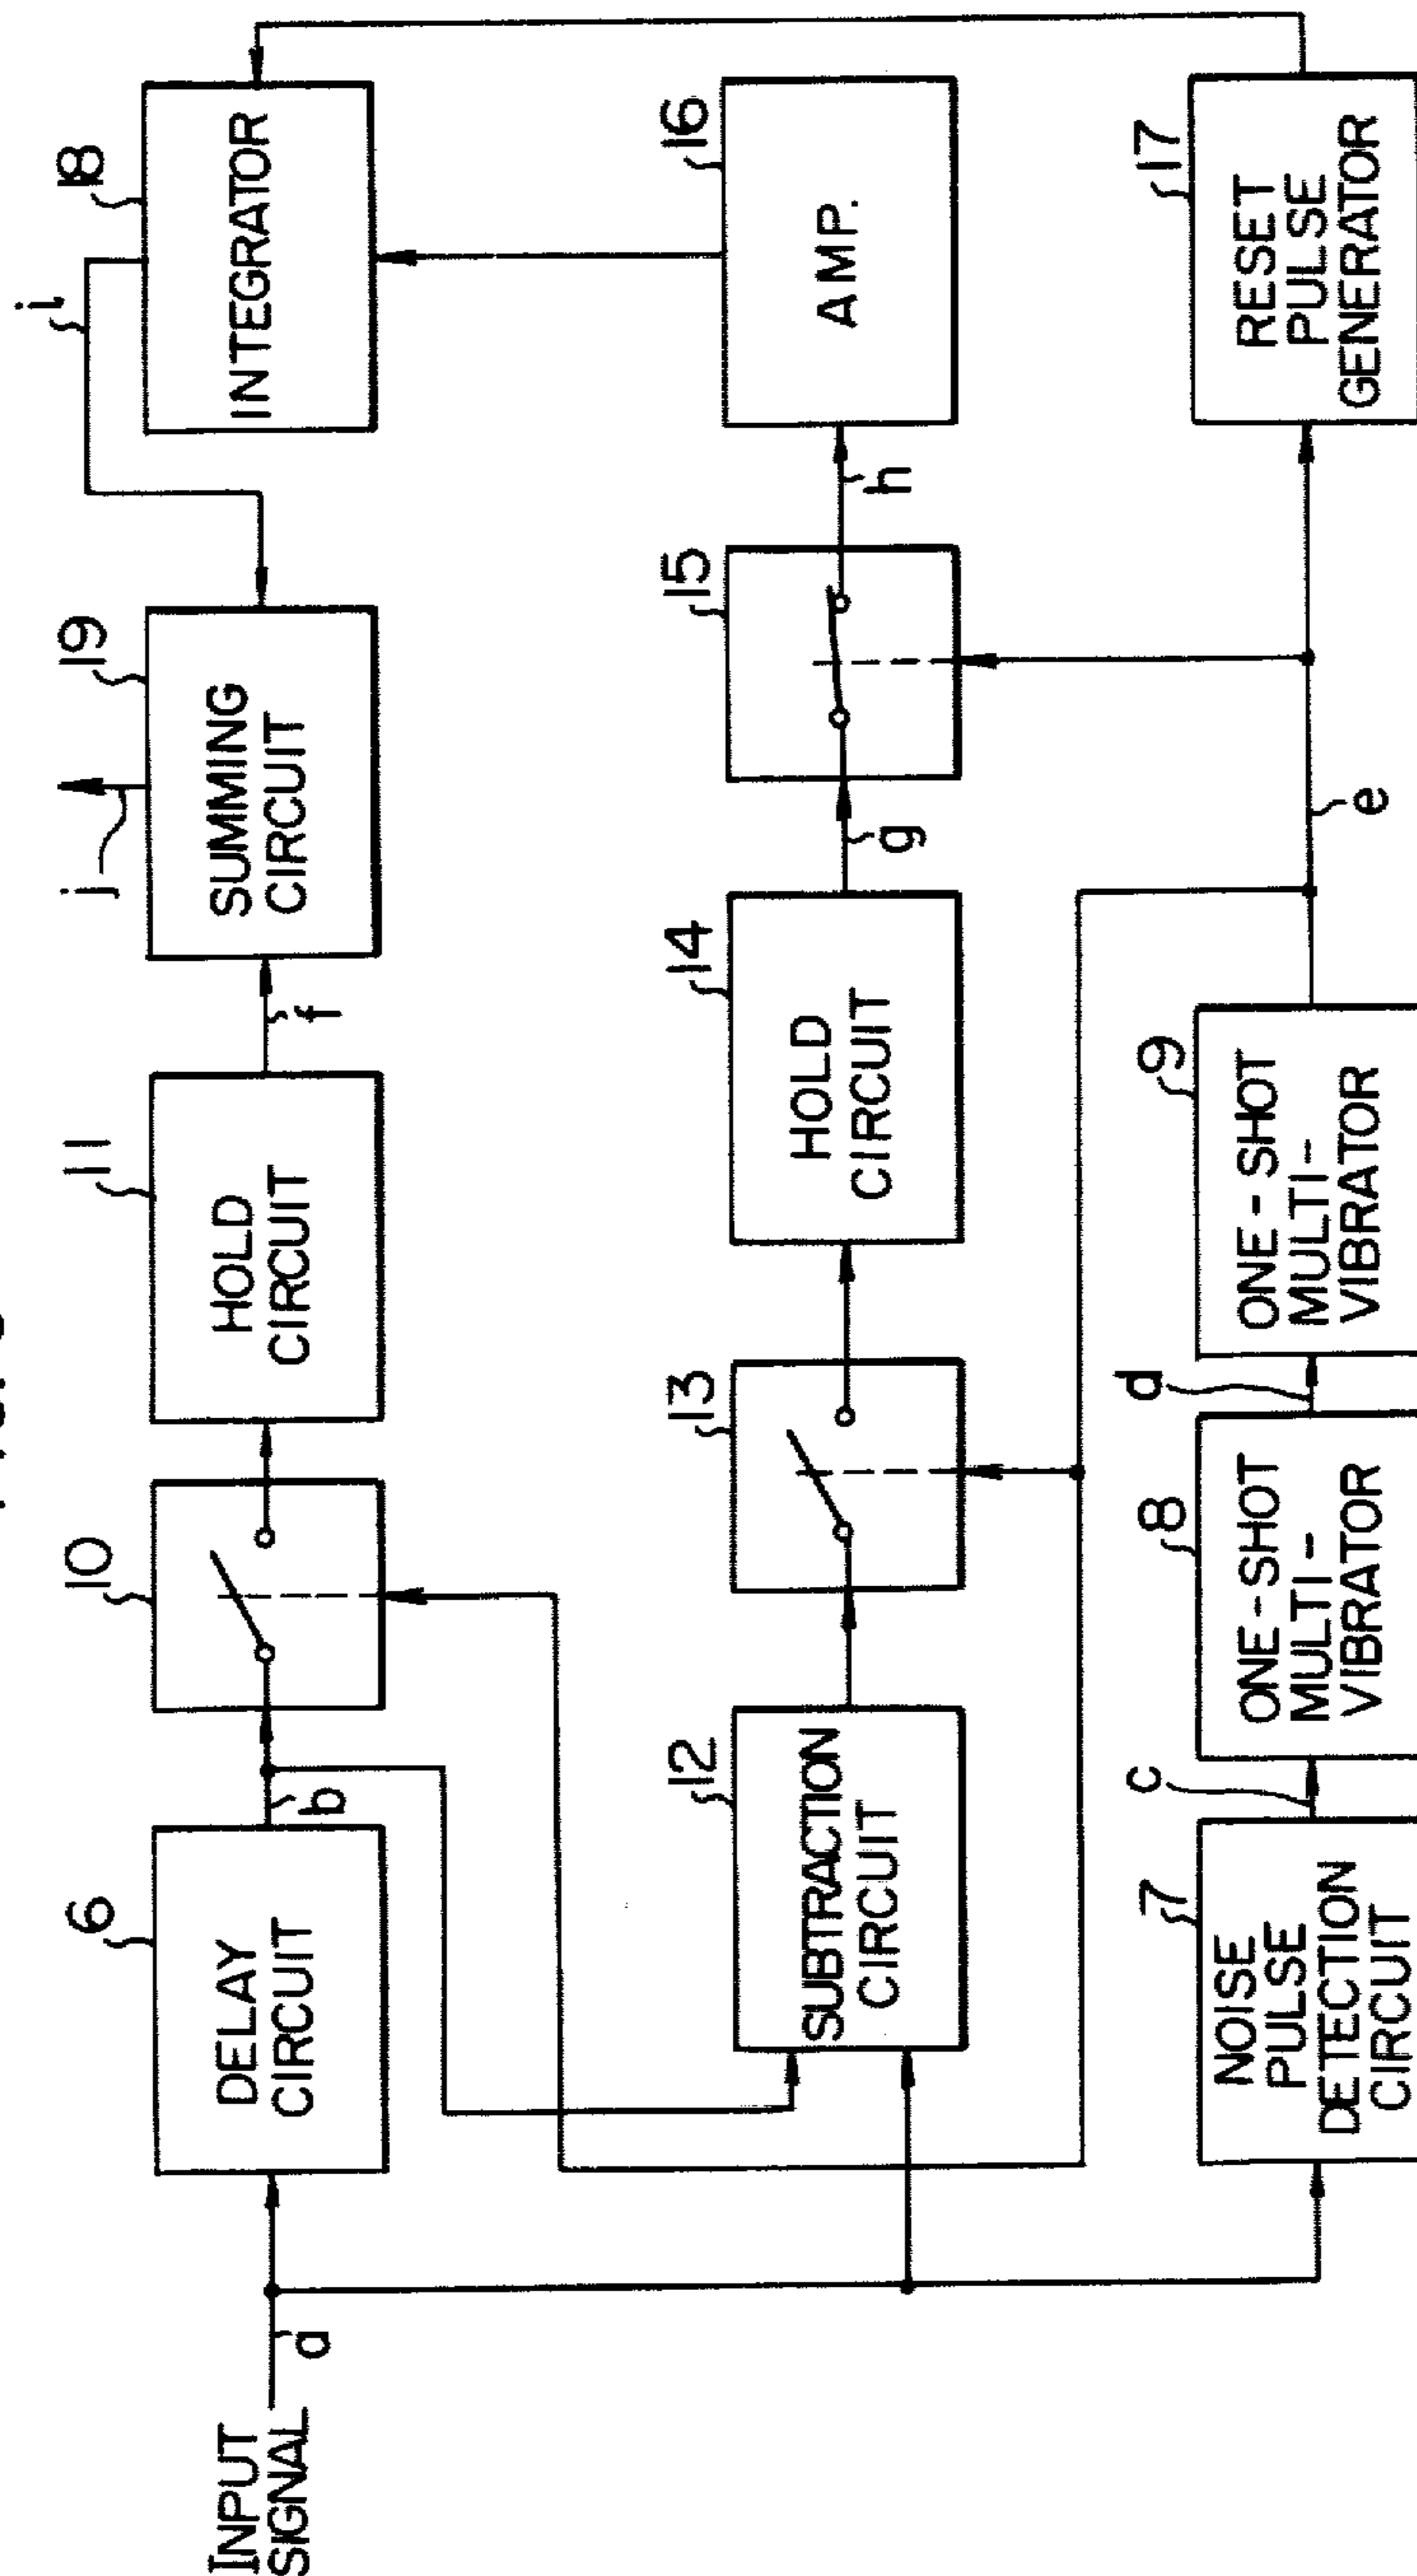 INPUT
SIGNAL
a
6
DELAY
CIRCUIT
b
10
11
HOLD
CIRCUIT
f
19
SUMMING
CIRCUIT
j
i
18
INTEGRATOR
12
SUBTRACTION
CIRCUIT
13
14
HOLD
CIRCUIT
g
15
h
16
AMP.
7
NOISE
PULSE
DETECTION
CIRCUIT
c
8
ONE-SHOT
MULTI-
VIBRATOR
d
9
ONE-SHOT
MULTI-
VIBRATOR
e
17
RESET
PULSE
GENERATOR